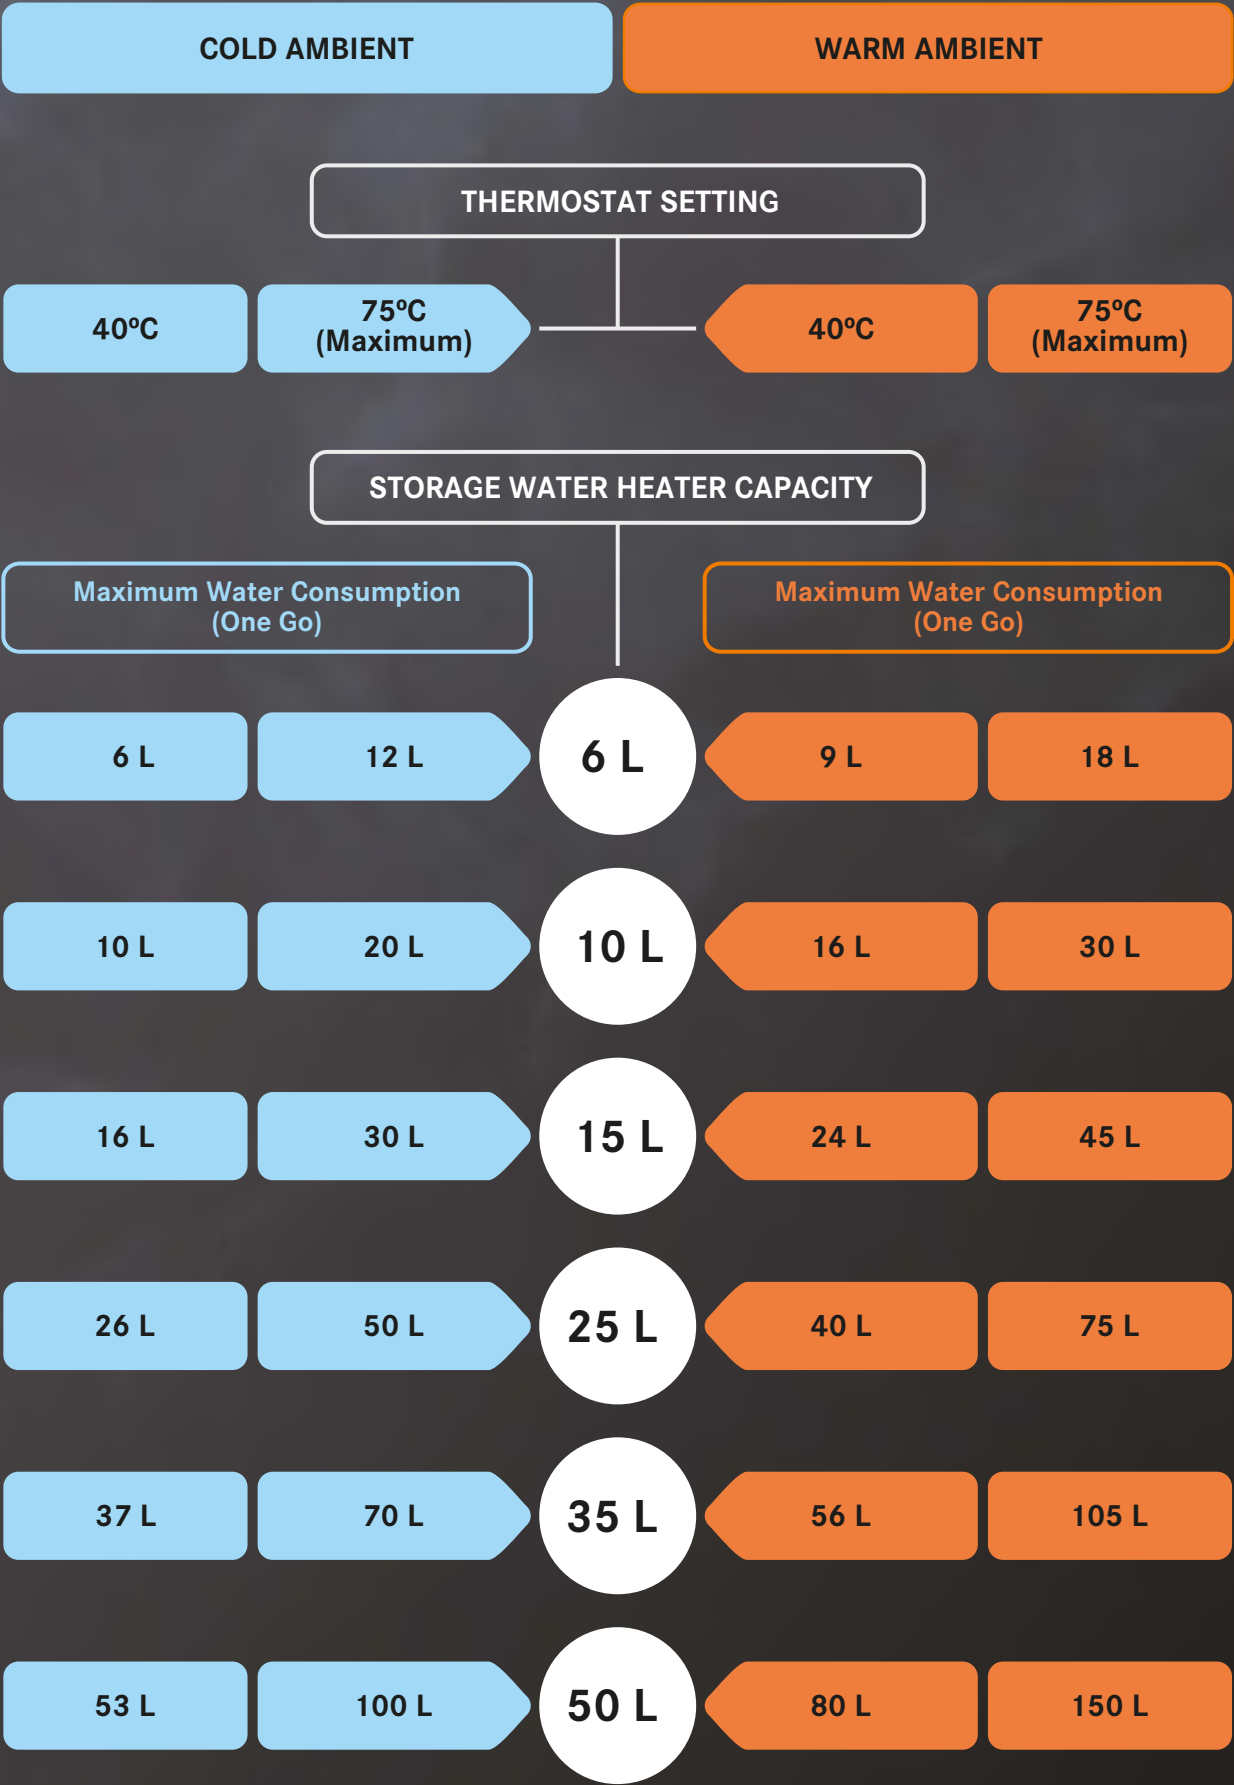 COLD AMBIENT
WARM AMBIENT
THERMOSTAT SETTING
40ºC
75ºC
(Maximum)
40ºC
75ºC
(Maximum)
STORAGE WATER HEATER CAPACITY
Maximum Water Consumption
(One Go)
Maximum Water Consumption
(One Go)
6 L
12 L
6 L
9 L
18 L
10 L
20 L
10 L
16 L
30 L
16 L
30 L
15 L
24 L
45 L
26 L
50 L
25 L
40 L
75 L
37 L
70 L
35 L
56 L
105 L
53 L
100 L
50 L
80 L
150 L